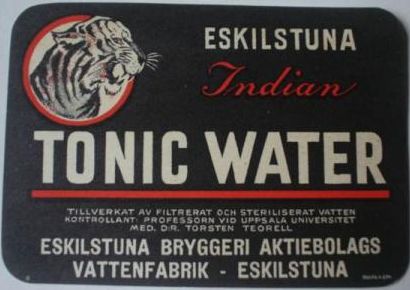 ESKILSTUNA
Indian
TONIC WATER
TILLVERKAT AV FILTRERAT OCH STERILISERAT VATTEN
KONTROLLANT: PROFESSORN VID UPPSALA UNIVERSITET
MED. D:R. TORSTEN TEORELL
ESKILSTUNA BRYGGERI AKTIEBOLAGS
VATTENFABRIK - ESKILSTUNA